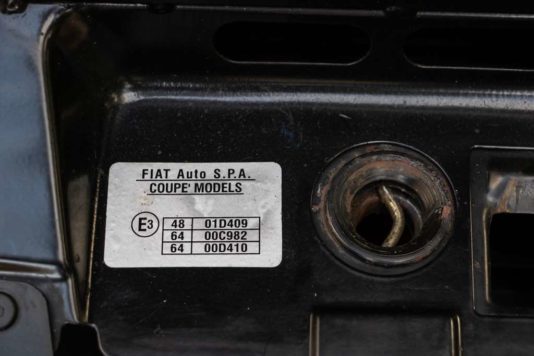 FIAT Auto S.P.A.
COUPE' MODELS
E3
48 01D409
64 00C982
64 00D410